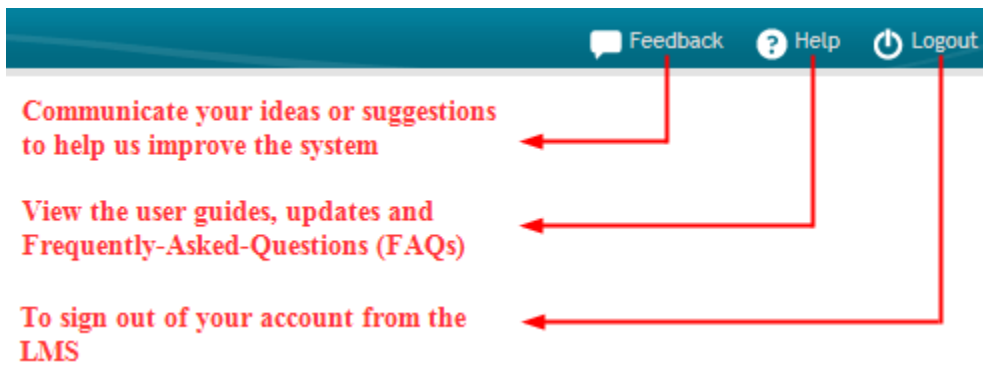 Feedback Help Logout
Communicate your ideas or suggestions
to help us improve the system
View the user guides, updates and
Frequently-Asked-Questions (FAQs)
To sign out of your account from the
LMS